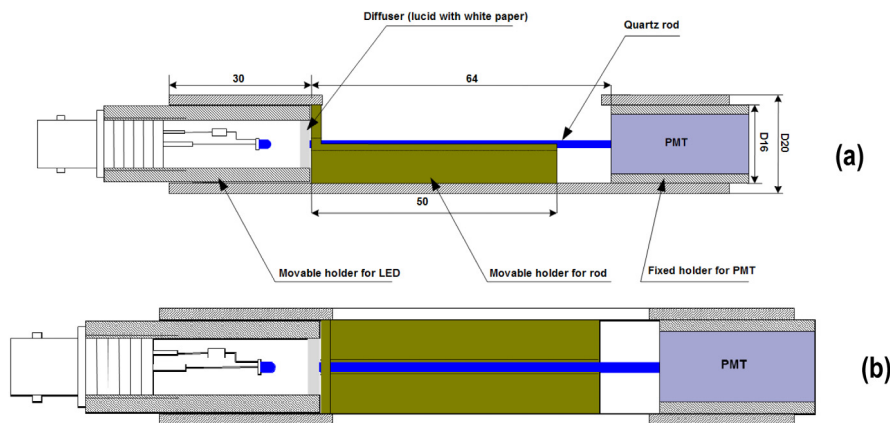 Diffuser (lucid with white paper)
Quartz rod
30
64
PMT
D16
D20
(a)
50
Movable holder for LED
Movable holder for rod
Fixed holder for PMT
PMT
(b)